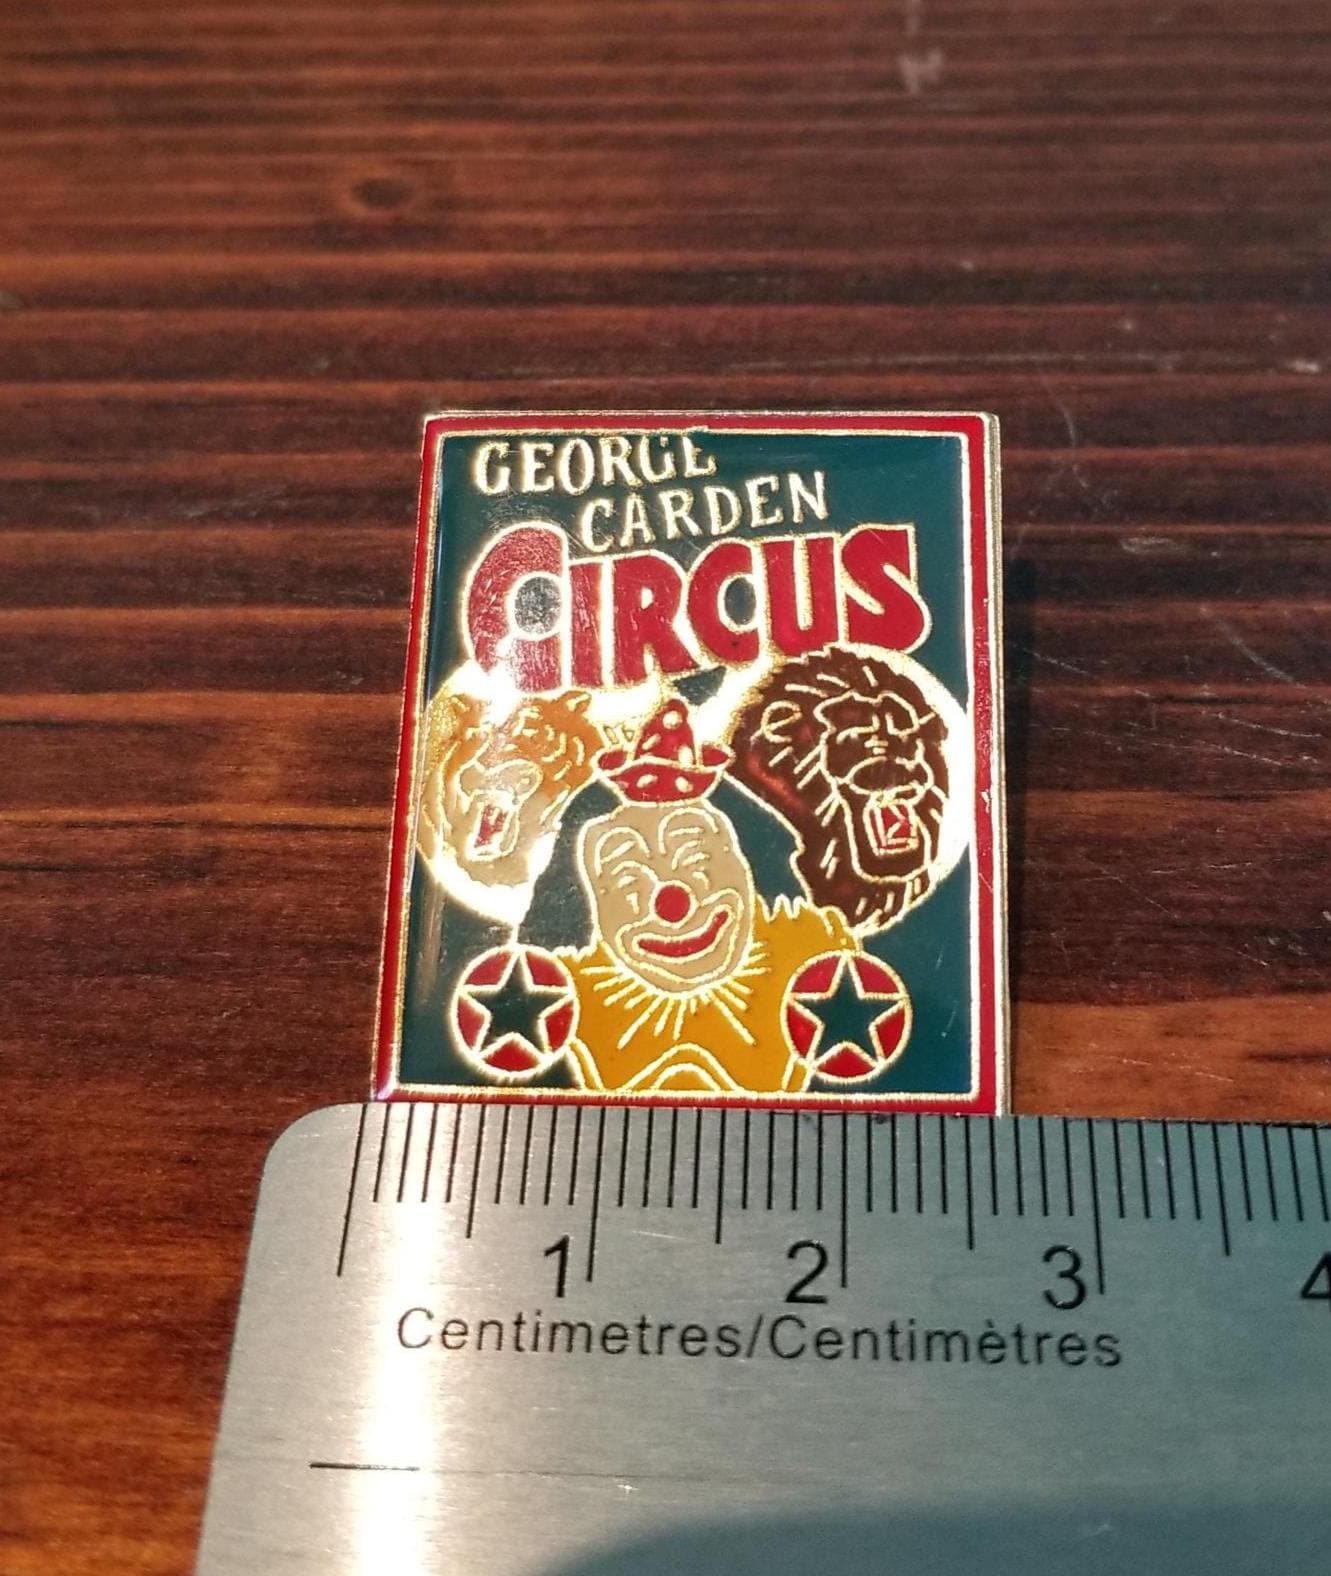 GEORGE
CARDEN
CIRCUS
1 2 3 4
Centimetres/Centimètres